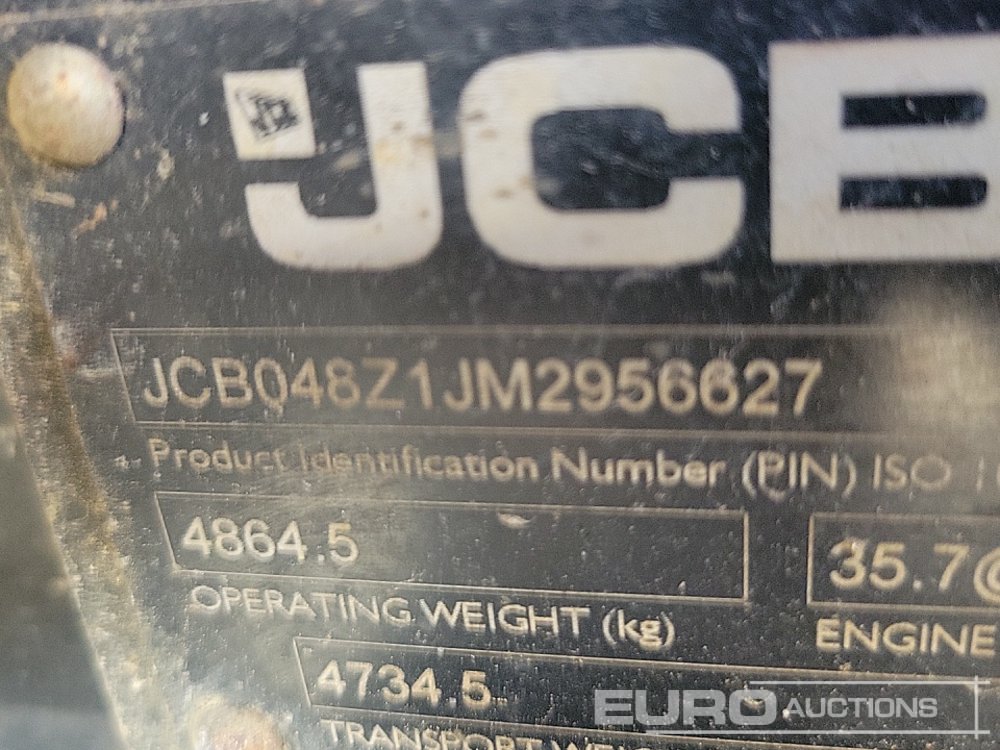 JCB
JCB048Z1JM2956627
Product Identification Number (PIN) ISO
4864.5
35.7@
OPERATING WEIGHT (kg)
ENGINE
4734.5
TRANSPORT
EURO AUCTIONS